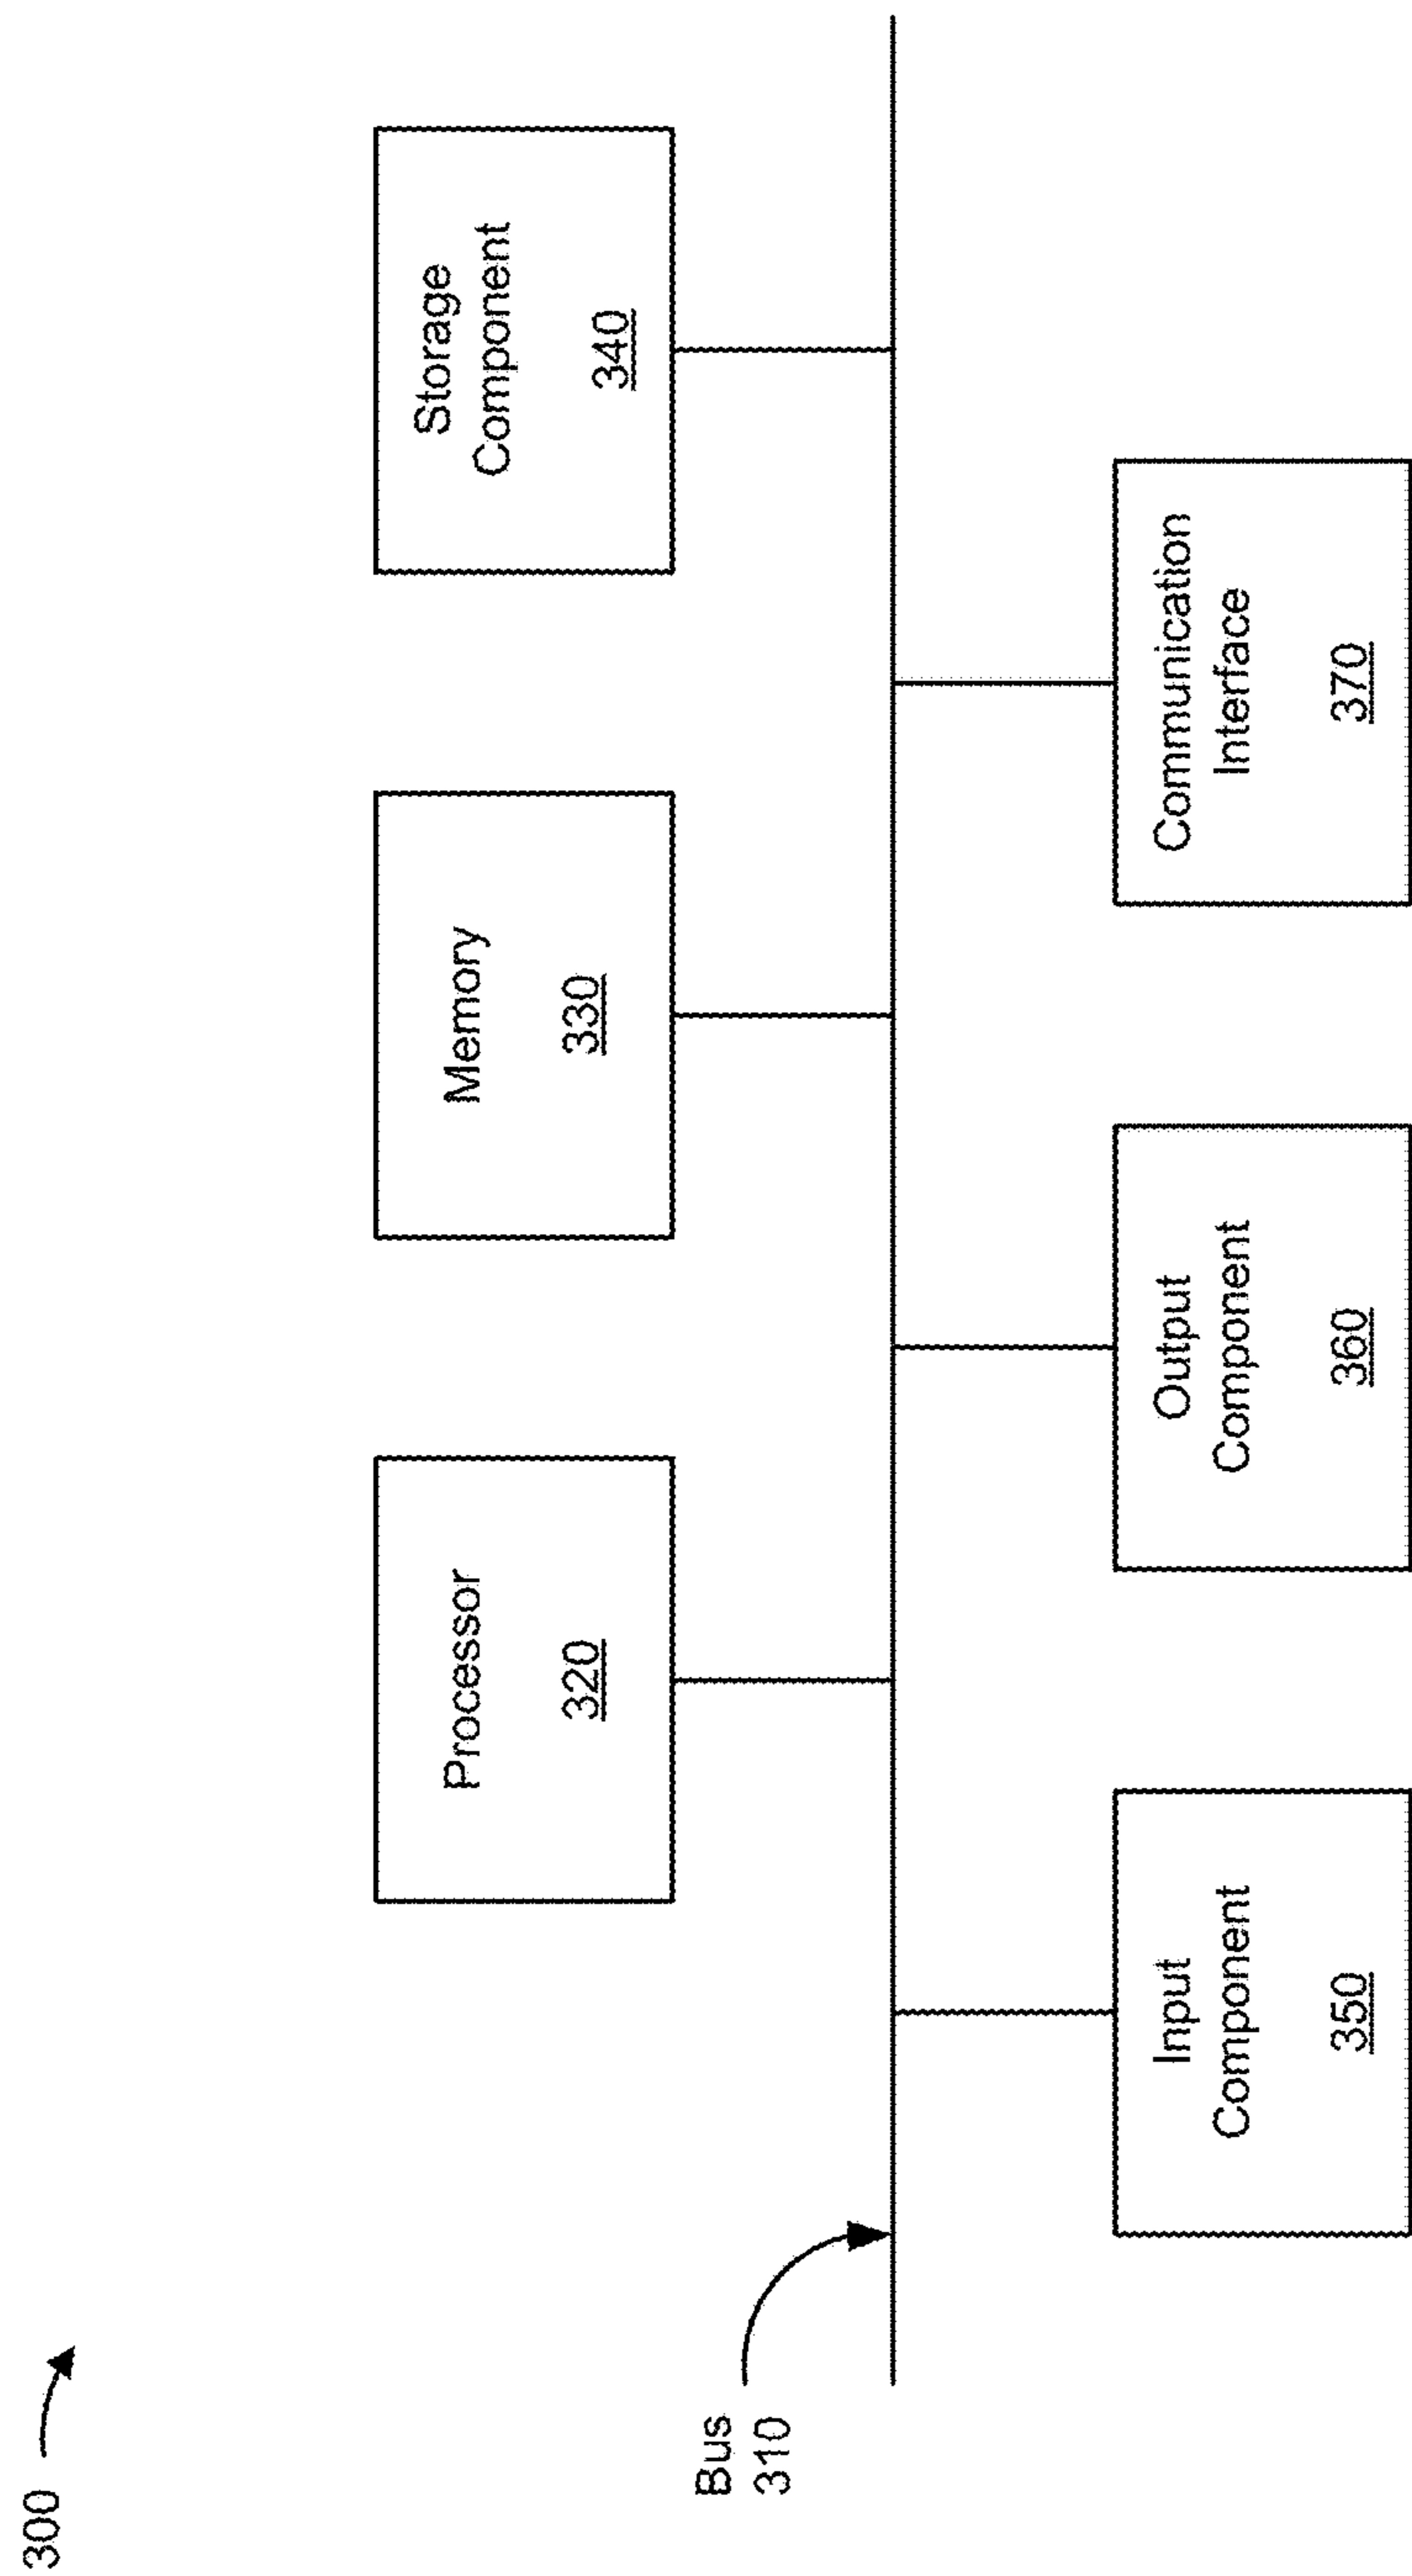 300
Bus
310
Processor
320
Memory
330
Storage
Component
340
Input
Component
350
Output
Component
360
Communication
Interface
370